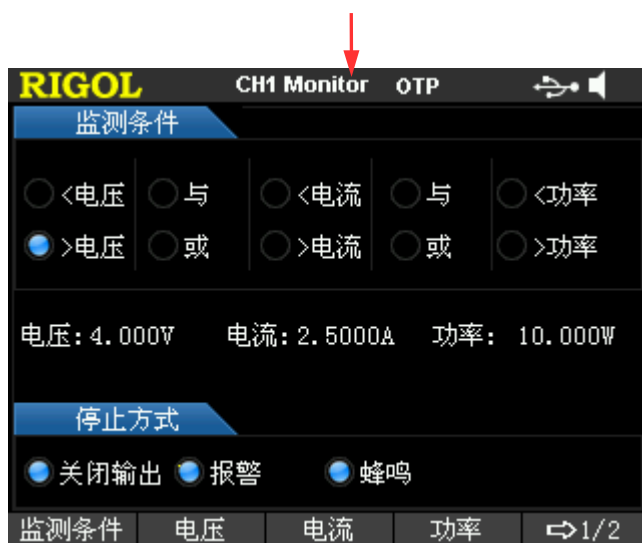 RIGOL CH1 Monitor OTP
监测条件
<电压 与 <电流 与 <功率
>电压 或 >电流 或 >功率
电压:4.000V 电流:2.5000A 功率: 10.000W
停止方式
关闭输出 报警 蜂鸣
监测条件 电压 电流 功率 ⇨1/2